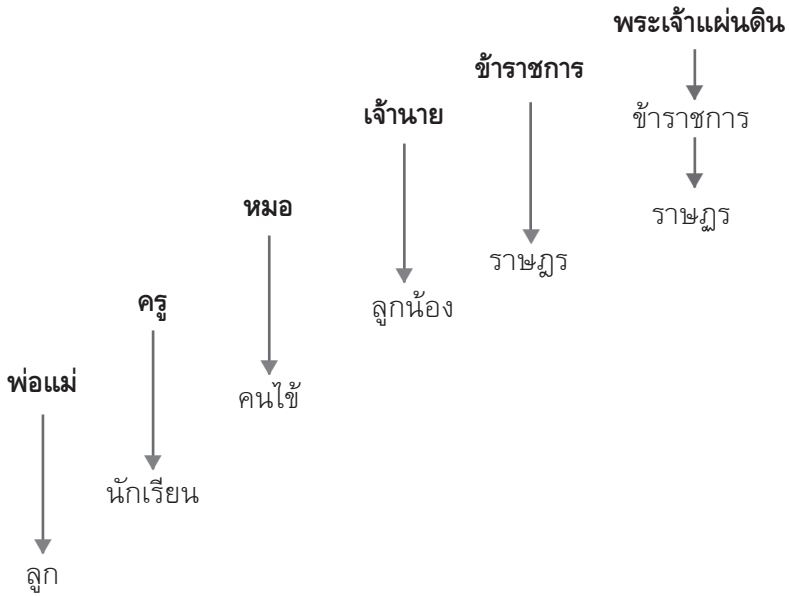 พระเจ้าแผ่นดิน
ข้าราชการ
ราษฎร
ข้าราชการ
ราษฎร
เจ้านาย
ลูกน้อง
หมอ
คนไข้
ครู
นักเรียน
พ่อแม่
ลูก